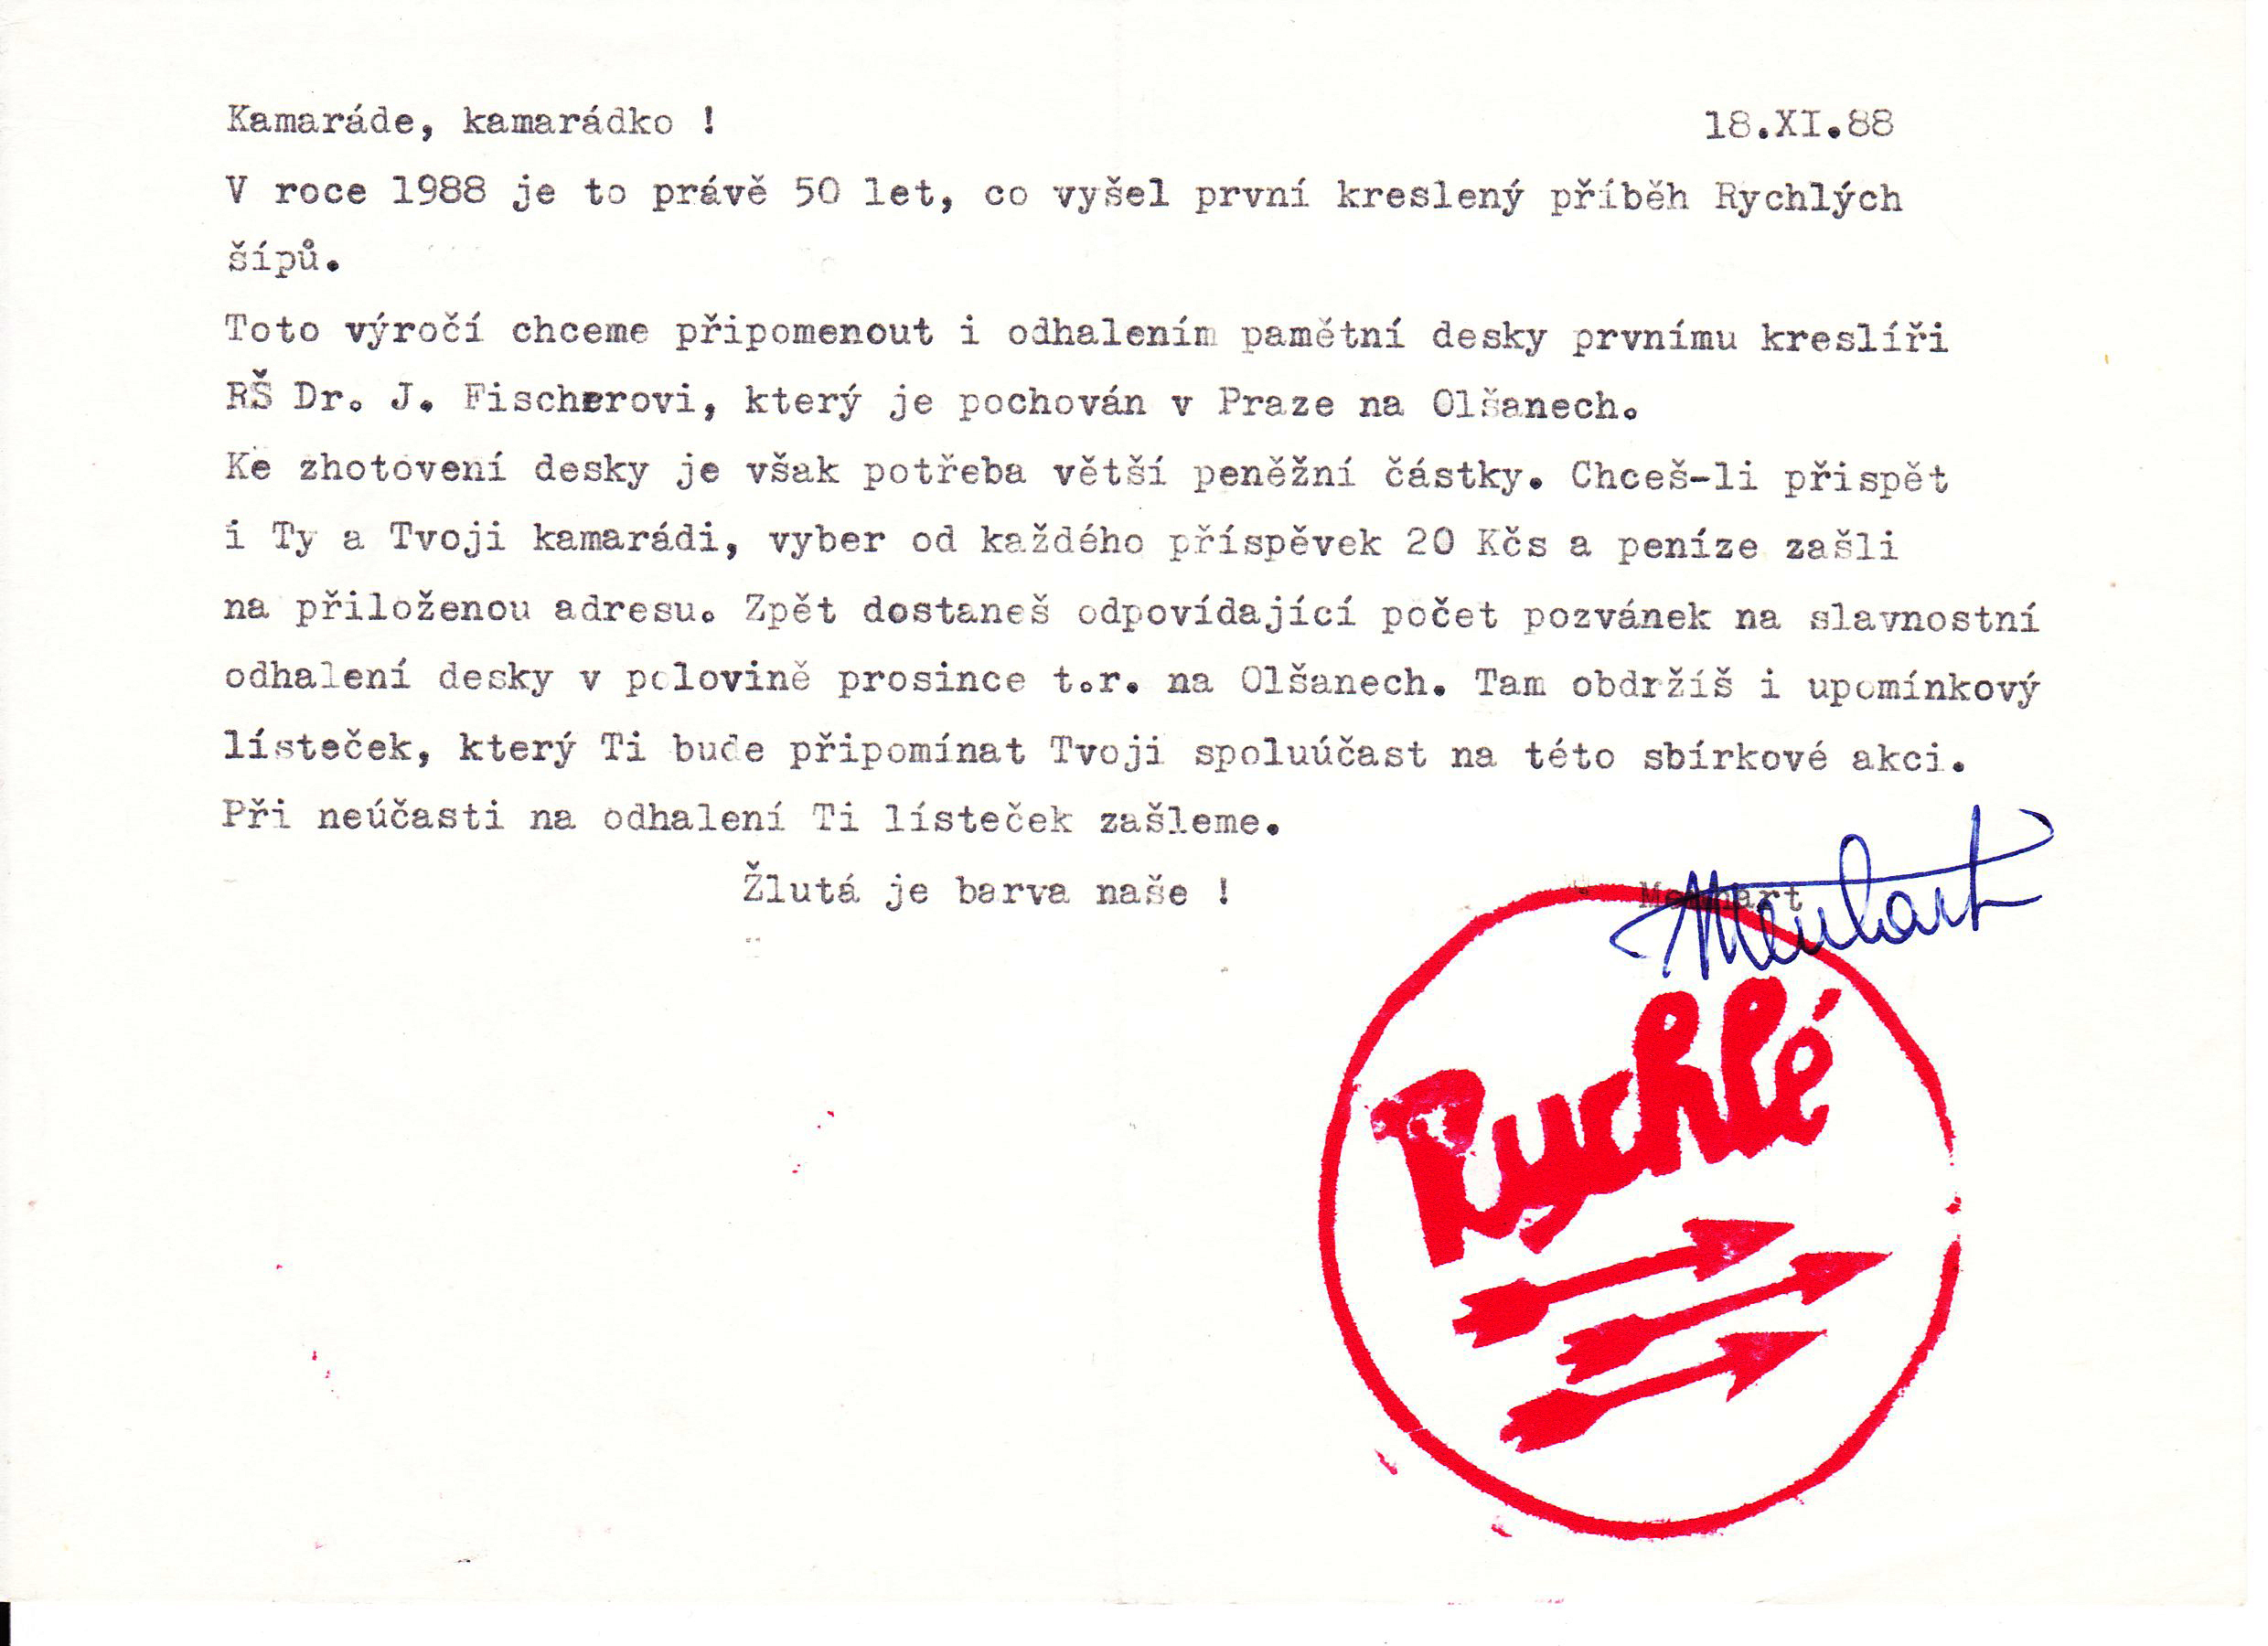 Kamaráde, kamarádko ! 18.XI.88
V roce 1988 je to právě 50 let, co vyšel první kreslený příběh Rychlých
šípů.
Toto výročí chceme připomenout i odhalením pamětní desky prvnímu kreslíři
RŠ Dr. J. Fischerovi, který je pochován v Praze na Olšanech.
Ke zhotovení desky je však potřeba větší peněžní částky. Chceš-li přispět
i Ty a Tvoji kamarádi, vyber od každého příspěvek 20 Kčs a peníze zašli
na přiloženou adresu. Zpět dostaneš odpovídající počet pozvánek na slavnostní
odhalení desky v polovině prosince t.r. na Olšanech. Tam obdržíš i upomínkový
lísteček, který Ti bude připomínat Tvoji spoluúčast na této sbírkové akci.
Při neúčasti na odhalení Ti lísteček zašleme.
Žlutá je barva naše ! Menhart
Menhart
Rychlé